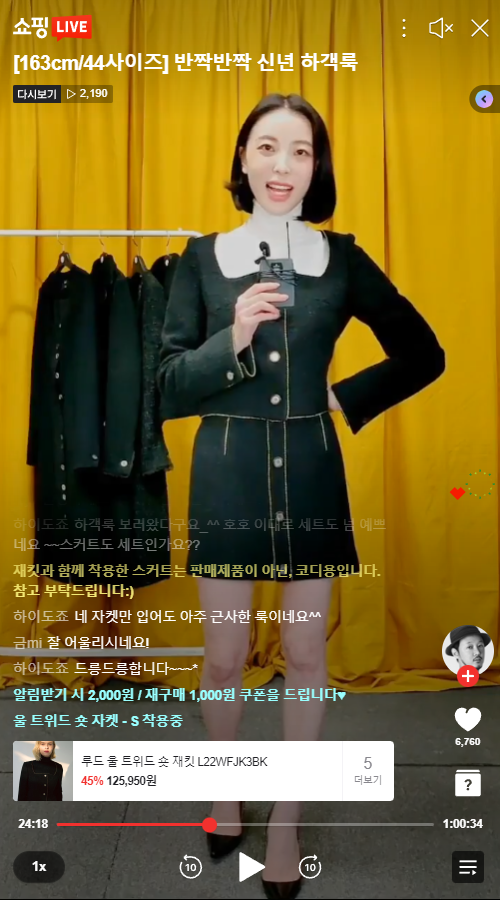 쇼핑 LIVE
[163cm/44사이즈] 반짝반짝 신년 하객룩
다시보기 ▷ 2,190
하이도죠 하객룩 보러왔다구요_^^ 호호 이대로 세트도 넘 예쁘
네요 ~~스커트도 세트인가요??
재킷과 함께 착용한 스커트는 판매제품이 아닌, 코디용입니다.
참고 부탁드립니다:)
하이도죠 네 자켓만 입어도 아주 근사한 룩이네요^^
금mi 잘 어울리시네요!
하이도죠 드릉드릉합니다~~~*
알림받기 시 2,000원 / 재구매 1,000원 쿠폰을 드립니다♥
울 트위드 숏 자켓 - S 착용중
6,760
루드 울 트위드 숏 재킷 L22WFJK3BK
45% 125,950원
5
더보기
?
24:18
1:00:34
1x
10
10